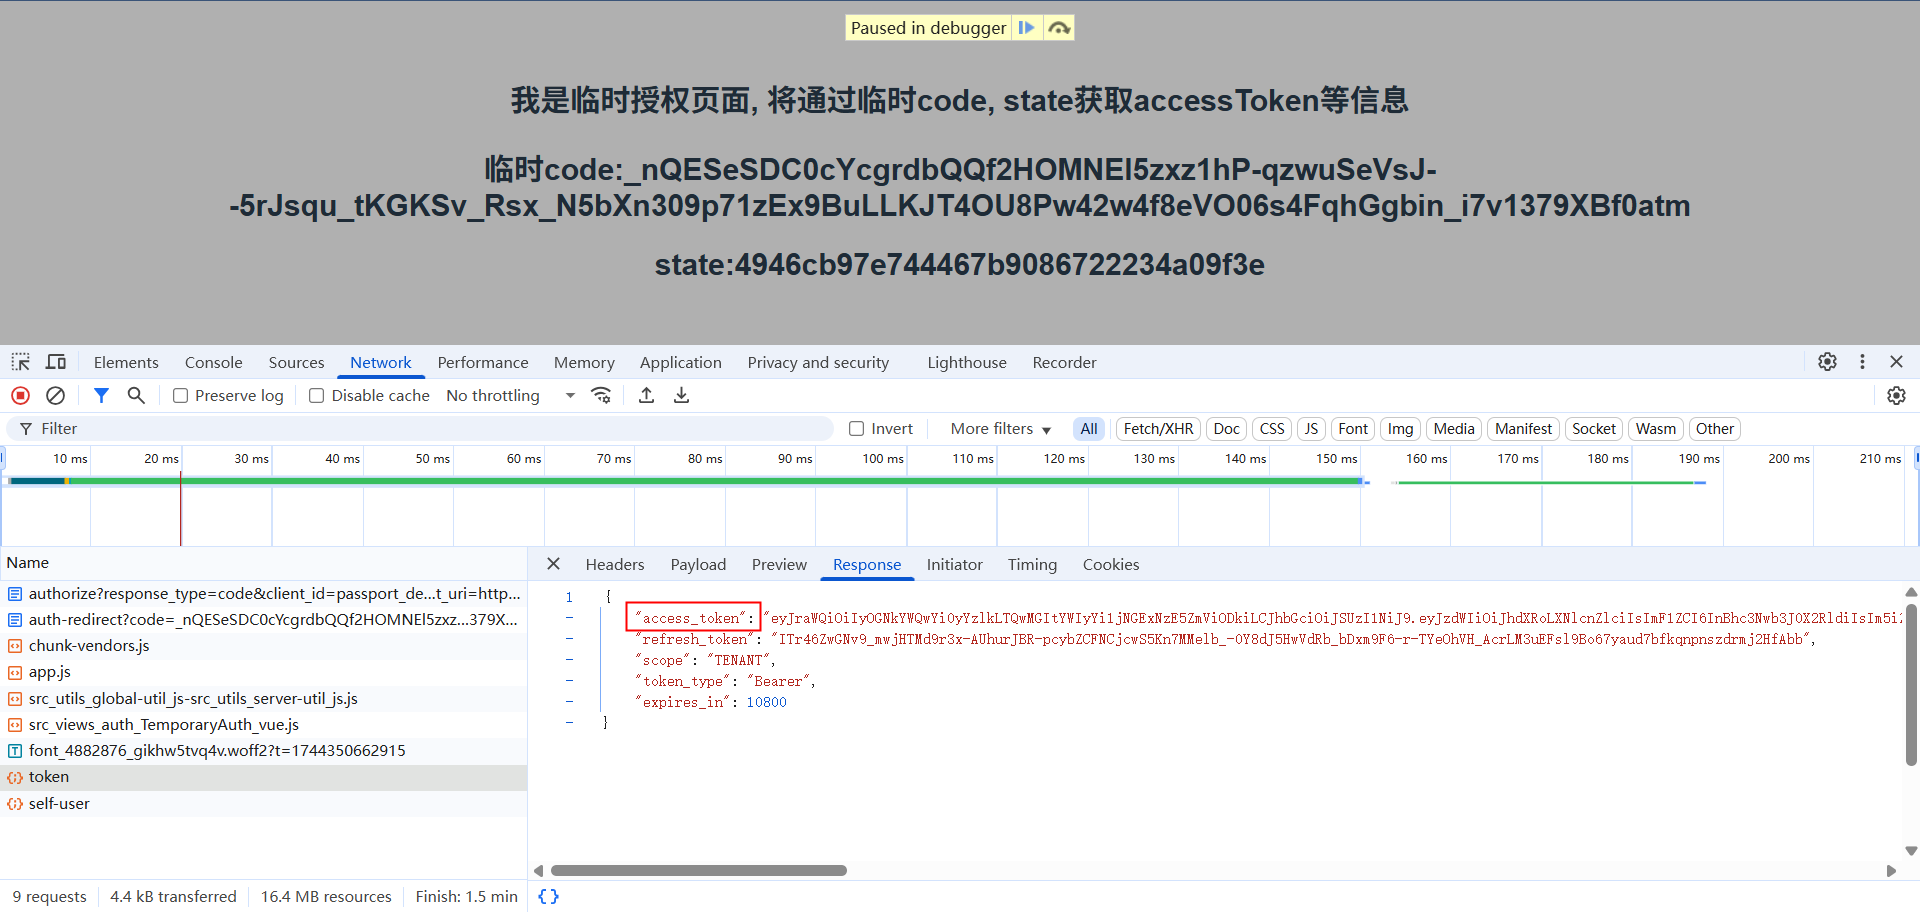 Paused in debugger
我是临时授权页面, 将通过临时code, state获取accessToken等信息
临时code:_nQESeSDC0cYcgrdbQQf2HOMNEl5zxz1hP-qzwuSeVsJ-
-5rJsqu_tKGKSv_Rsx_N5bXn309p71zEx9BuLLKJT4OU8Pw42w4f8eVO06s4FqhGgbin_i7v1379XBf0atm
state:4946cb97e744467b9086722234a09f3e
Elements Console Sources Network Performance Memory Application Privacy and security Lighthouse Recorder
Preserve log Disable cache No throttling
Filter Invert More filters All Fetch/XHR Doc CSS JS Font Img Media Manifest Socket Wasm Other
10 ms 20 ms 30 ms 40 ms 50 ms 60 ms 70 ms 80 ms 90 ms 100 ms 110 ms 120 ms 130 ms 140 ms 150 ms 160 ms 170 ms 180 ms 190 ms 200 ms 210 ms
Name
authorize?response_type=code&client_id=passport_de...t_uri=http...
auth-redirect?code=_nQESeSDC0cYcgrdbQQf2HOMNEl5zxz...379X...
chunk-vendors.js
app.js
src_utils_global-util_js-src_utils_server-util_js.js
src_views_auth_TemporaryAuth_vue.js
font_4882876_gikhw5tvq4v.woff2?t=1744350662915
token
self-user
9 requests 4.4 kB transferred 16.4 MB resources Finish: 1.5 min
Headers Payload Preview Response Initiator Timing Cookies
1 {
"access_token":
"refresh_token": "ITr46ZwGNv9_mwjHTMd9r3x-AUhurJBR-pcybZCFNCjcwS5Kn7MMelb_-0Y8dJ5HwVdRb_bDxm9F6-r-TYeOhVH_AcrLM3uEFsl9Bo67yaud7bfkqnpnszdrmj2HfAbb",
"scope": "TENANT",
"token_type": "Bearer",
"expires_in": 10800
}
{}